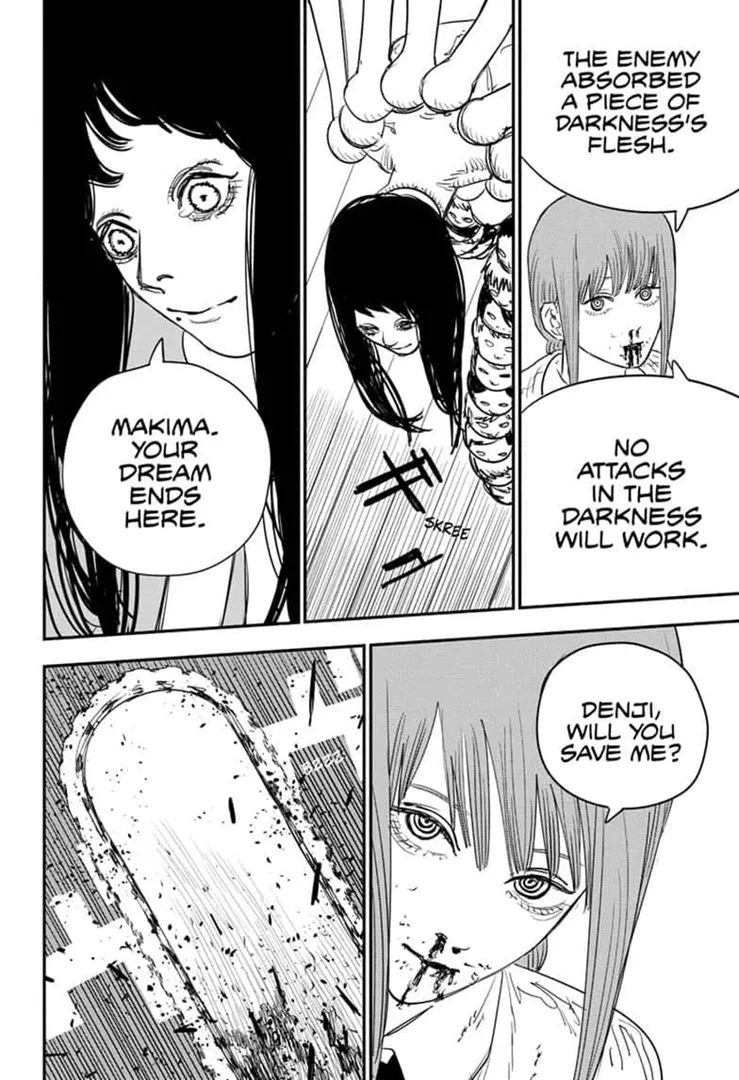 THE ENEMY
ABSORBED
A PIECE OF
DARKNESS'S
FLESH.
NO
ATTACKS
IN THE
DARKNESS
WILL WORK.
SKREE
MAKIMA.
YOUR
DREAM
ENDS
HERE.
DENJI,
WILL YOU
SAVE ME?